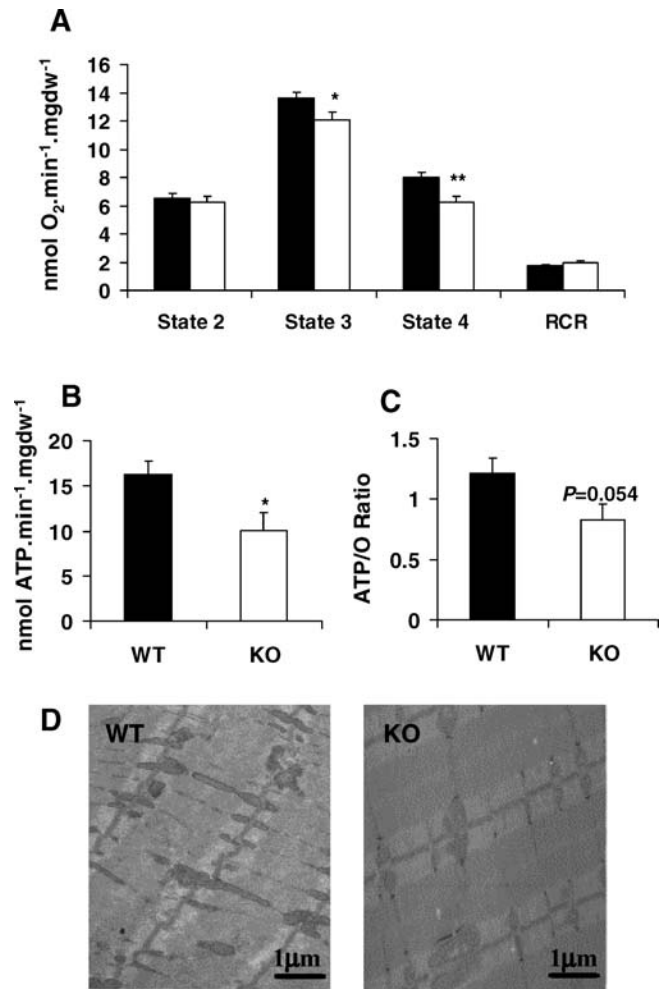 A
nmol O₂.min⁻¹.mgdw⁻¹
16
14
12
10
8
6
4
2
0
*
**
State 2 State 3 State 4 RCR
B
nmol ATP.min⁻¹.mgdw⁻¹
20
15
10
5
0
*
WT KO
C
ATP/O Ratio
1.5
1
0.5
0
P=0.054
WT KO
D
WT
1µm
KO
1µm